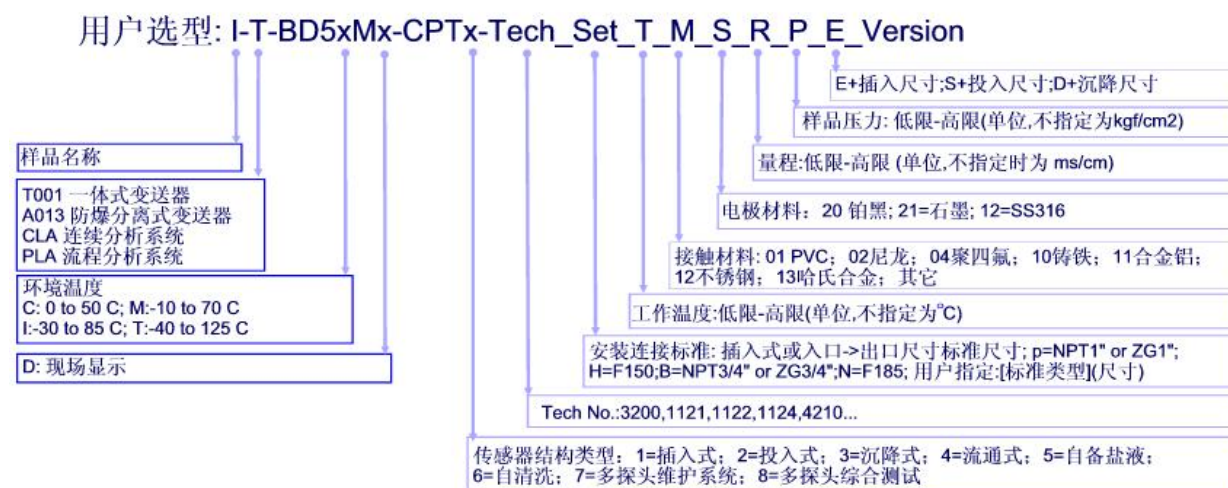 用户选型: I-T-BD5xMx-CPTx-Tech_Set_T_M_S_R_P_E_Version
E+插入尺寸;S+投入尺寸;D+沉降尺寸
样品压力: 低限-高限(单位,不指定为kgf/cm2)
样品名称
量程:低限-高限 (单位,不指定时为 ms/cm)
T001 一体式变送器
A013 防爆分离式变送器
CLA 连续分析系统
PLA 流程分析系统
电极材料：20 铂黑; 21=石墨; 12=SS316
接触材料: 01 PVC；02尼龙；04聚四氟；10铸铁；11合金铝；
12不锈钢；13哈氏合金；其它
环境温度
C: 0 to 50 C; M:-10 to 70 C
I:-30 to 85 C; T:-40 to 125 C
工作温度:低限-高限(单位,不指定为℃)
D: 现场显示
安装连接标准: 插入式或入口->出口尺寸标准尺寸; p=NPT1" or ZG1";
H=F150;B=NPT3/4" or ZG3/4";N=F185; 用户指定:[标准类型](尺寸)
Tech No.:3200,1121,1122,1124,4210...
传感器结构类型：1=插入式；2=投入式；3=沉降式；4=流通式；5=自备盐液；
6=自清洗；7=多探头维护系统；8=多探头综合测试